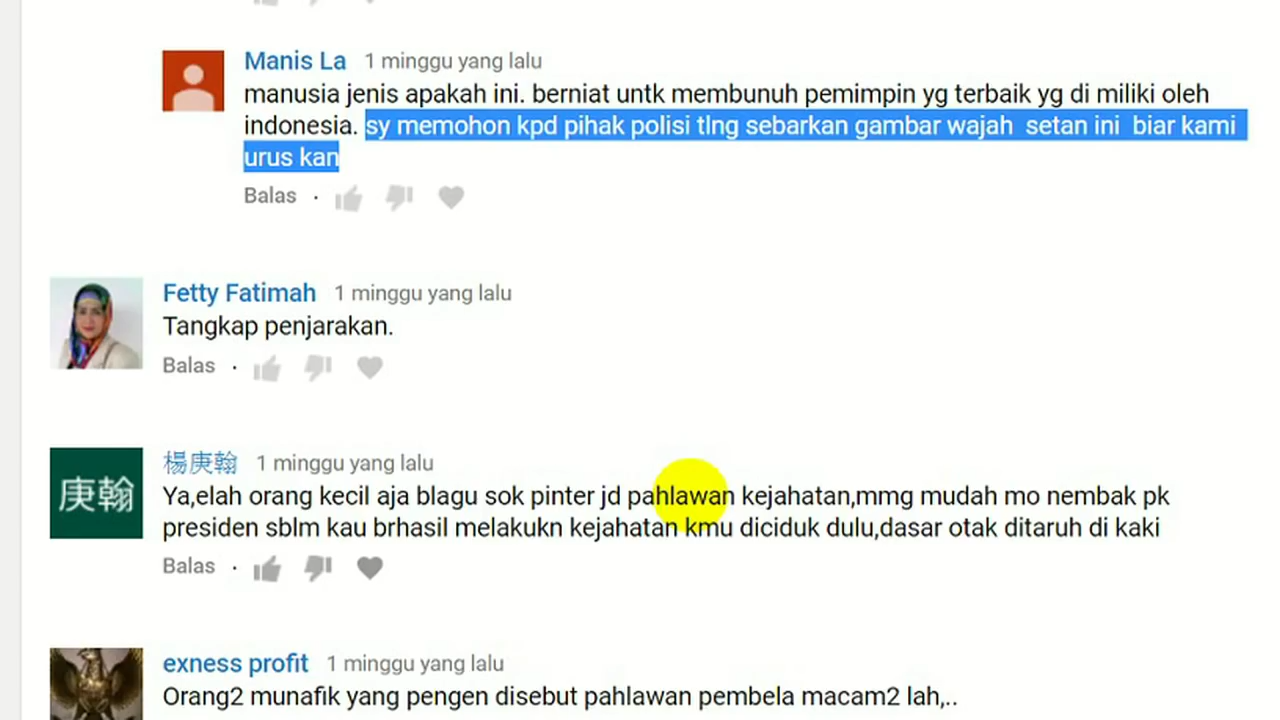 Manis La 1 minggu yang lalu
manusia jenis apakah ini. berniat untk membunuh pemimpin yg terbaik yg di miliki oleh
indonesia. sy memohon kpd pihak polisi tlng sebarkan gambar wajah setan ini biar kami
urus kan
Balas ·
Fetty Fatimah 1 minggu yang lalu
Tangkap penjarakan.
Balas ·
庚翰
楊庚翰 1 minggu yang lalu
Ya,elah orang kecil aja blagu sok pinter jd pahlawan kejahatan,mmg mudah mo nembak pk
presiden sblm kau brhasil melakukn kejahatan kmu diciduk dulu,dasar otak ditaruh di kaki
Balas ·
exness profit 1 minggu yang lalu
Orang2 munafik yang pengen disebut pahlawan pembela macam2 lah,..